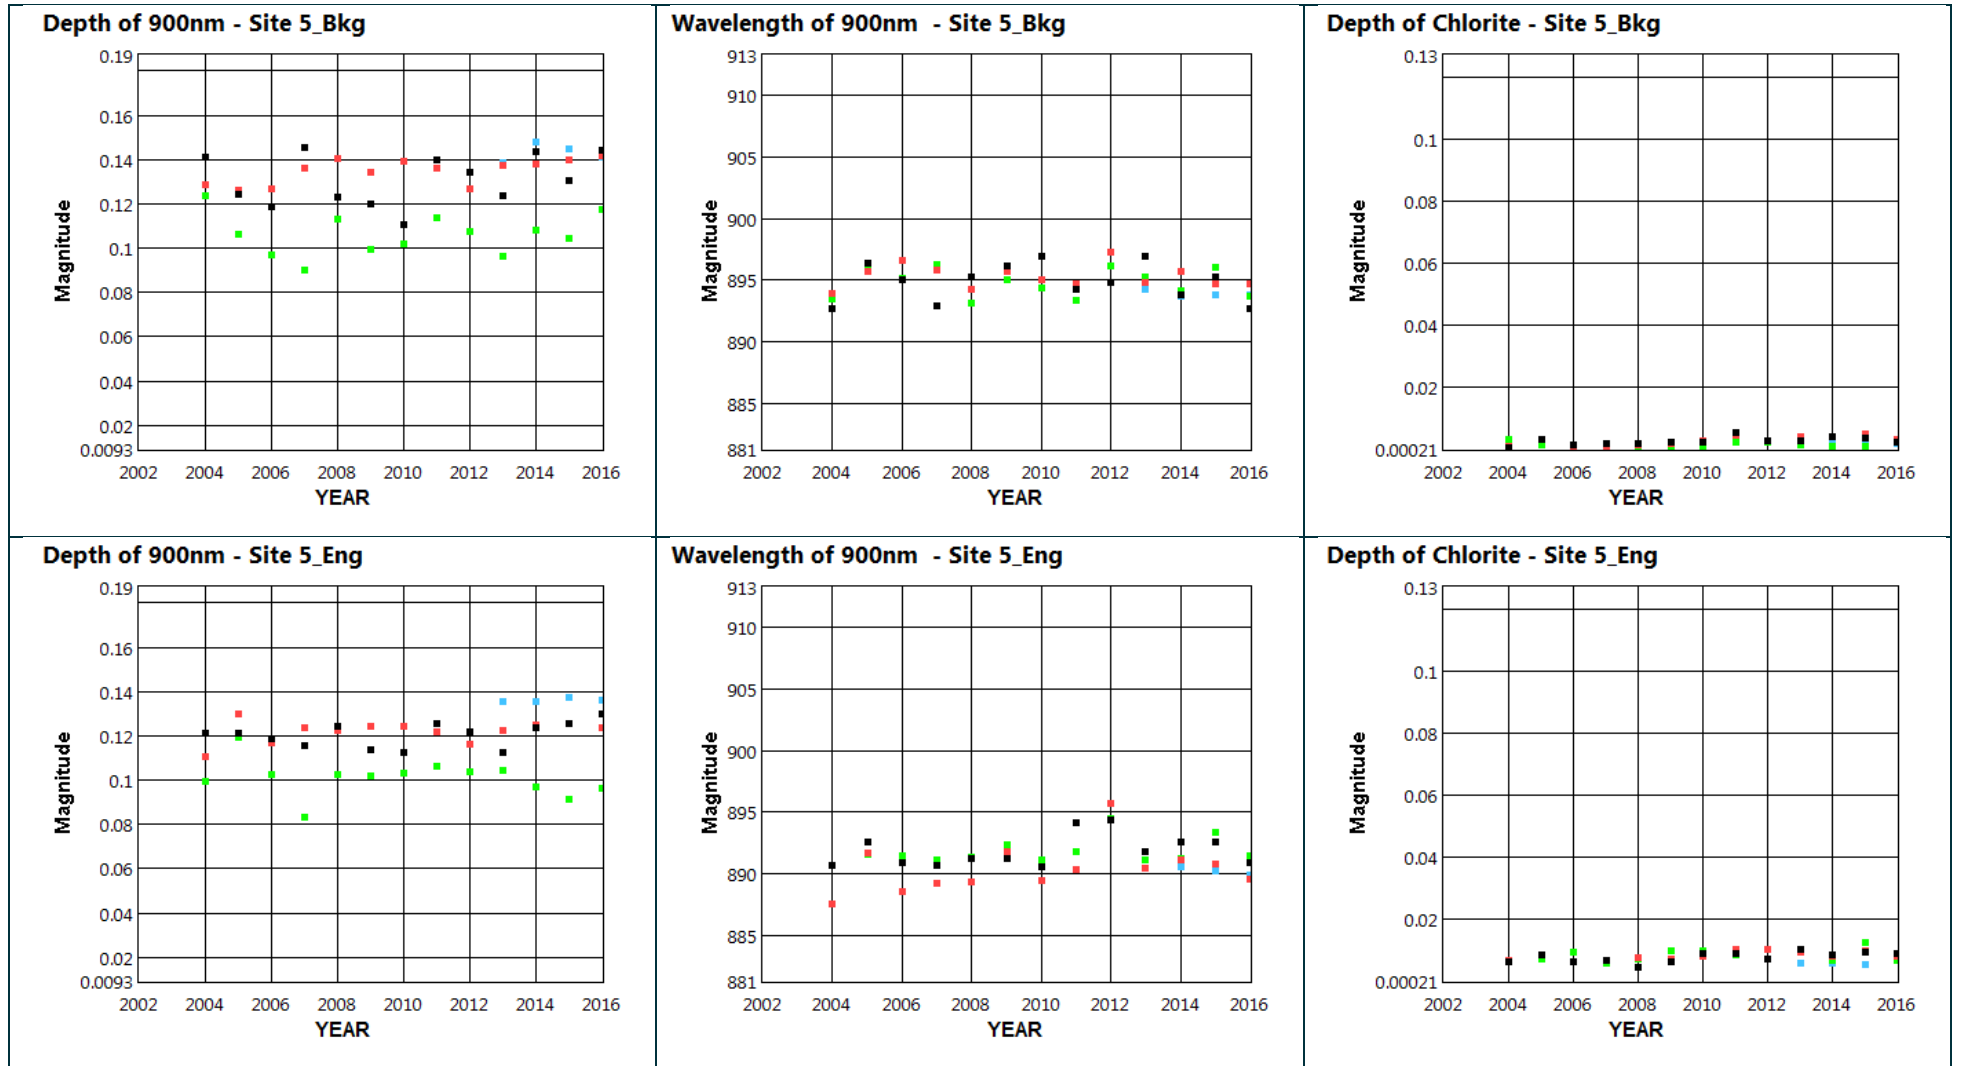 Depth of 900nm - Site 5_Bkg
0.19
0.16
0.14
0.12
0.1
0.08
0.06
0.04
0.02
0.0093
Magnitude
2002 2004 2006 2008 2010 2012 2014 2016
YEAR
Wavelength of 900nm - Site 5_Bkg
913
910
905
900
895
890
885
881
Magnitude
2002 2004 2006 2008 2010 2012 2014 2016
YEAR
Depth of Chlorite - Site 5_Bkg
0.13
0.1
0.08
0.06
0.04
0.02
0.00021
Magnitude
2002 2004 2006 2008 2010 2012 2014 2016
YEAR
Depth of 900nm - Site 5_Eng
0.19
0.16
0.14
0.12
0.1
0.08
0.06
0.04
0.02
0.0093
Magnitude
2002 2004 2006 2008 2010 2012 2014 2016
YEAR
Wavelength of 900nm - Site 5_Eng
913
910
905
900
895
890
885
881
Magnitude
2002 2004 2006 2008 2010 2012 2014 2016
YEAR
Depth of Chlorite - Site 5_Eng
0.13
0.1
0.08
0.06
0.04
0.02
0.00021
Magnitude
2002 2004 2006 2008 2010 2012 2014 2016
YEAR